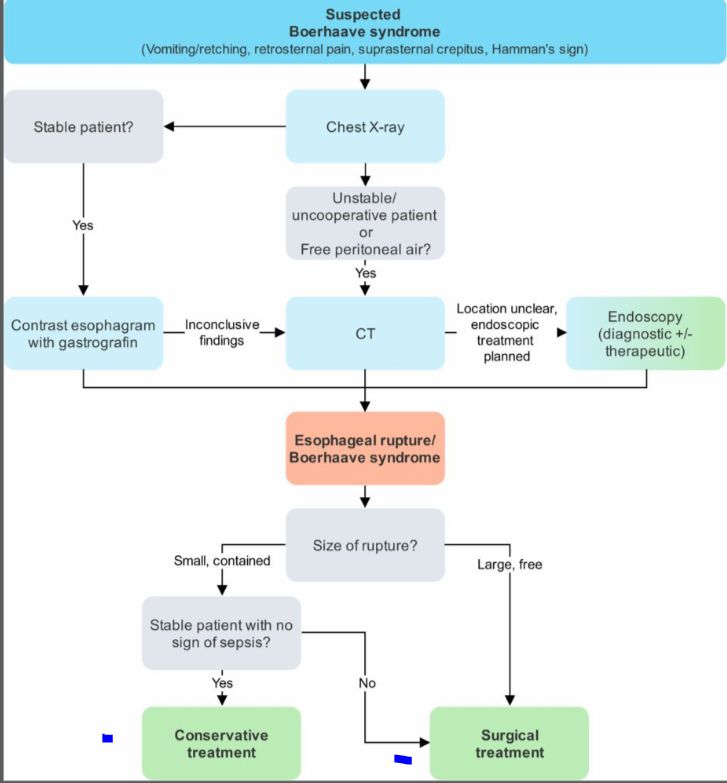 Suspected
Boerhaave syndrome
(Vomiting/retching, retrosternal pain, suprasternal crepitus, Hamman's sign)
Stable patient?
Chest X-ray
Unstable/
uncooperative patient
or
Free peritoneal air?
Yes
Yes
Contrast esophagram
with gastrografin
Inconclusive
findings
CT
Location unclear,
endoscopic
treatment
planned
Endoscopy
(diagnostic +/-
therapeutic)
Esophageal rupture/
Boerhaave syndrome
Size of rupture?
Small, contained
Large, free
Stable patient with no
sign of sepsis?
Yes
No
Conservative
treatment
Surgical
treatment